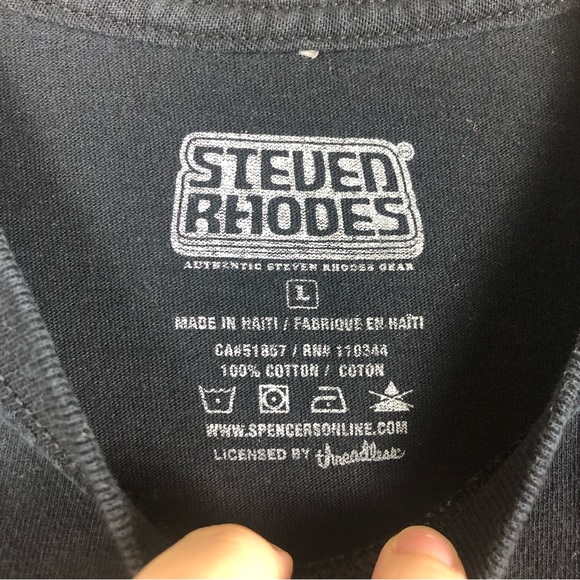 STEVEN
RHODES®
AUTHENTIC STEVEN RHODES GEAR
L
MADE IN HAITI / FABRIQUÉ EN HAÏTI
CA#51867 / RN# 110344
100% COTTON / COTON
WWW.SPENCERSONLINE.COM
LICENSED BY threadless